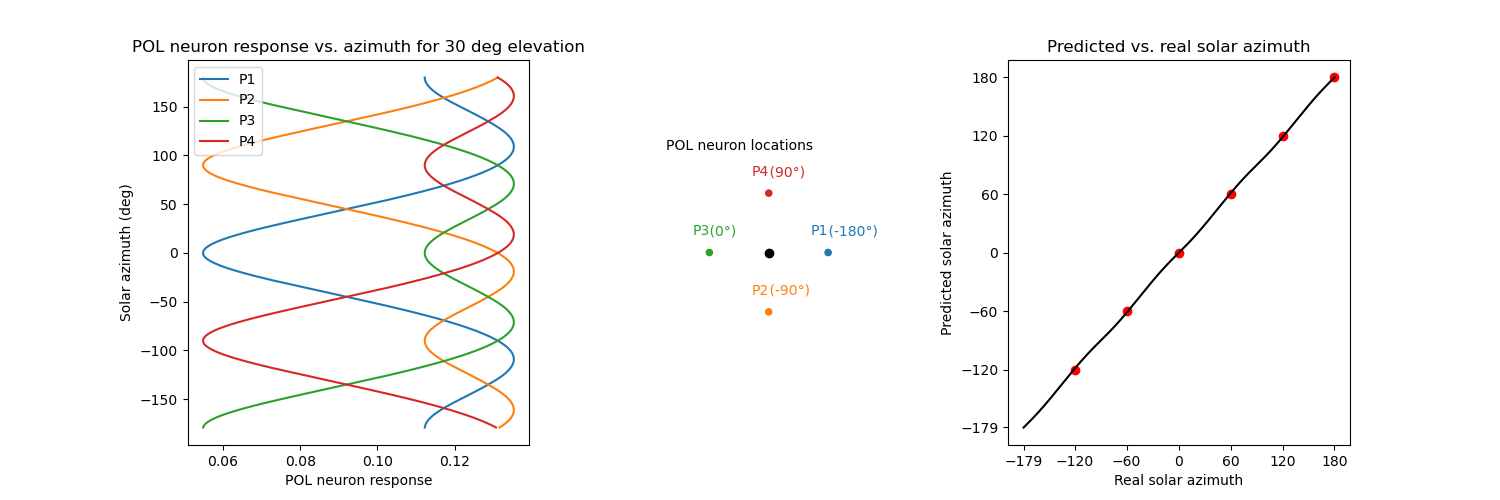 POL neuron response vs. azimuth for 30 deg elevation
P1
P2
P3
P4
150
100
50
0
−50
−100
−150
Solar azimuth (deg)
0.06 0.08 0.10 0.12
POL neuron response
POL neuron locations
P4(90°)
P3(0°)
P1(-180°)
P2(-90°)
Predicted vs. real solar azimuth
180
120
60
0
−60
−120
−179
Predicted solar azimuth
−179 −120 −60 0 60 120 180
Real solar azimuth